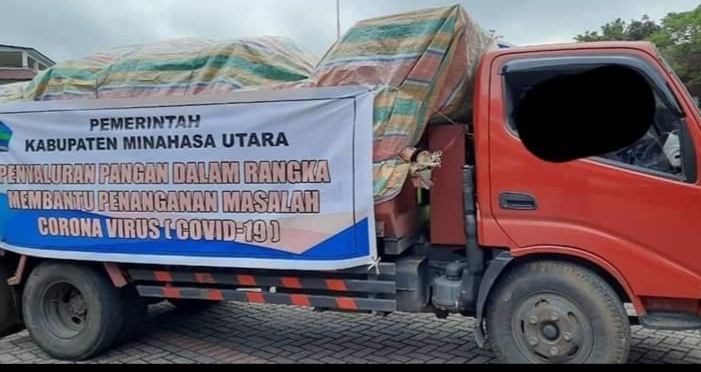 PEMERINTAH
KABUPATEN MINAHASA UTARA
PENYALURAN PANGAN DALAM RANGKA
MEMBANTU PENANGANAN MASALAH
CORONA VIRUS ( COVID-19 )